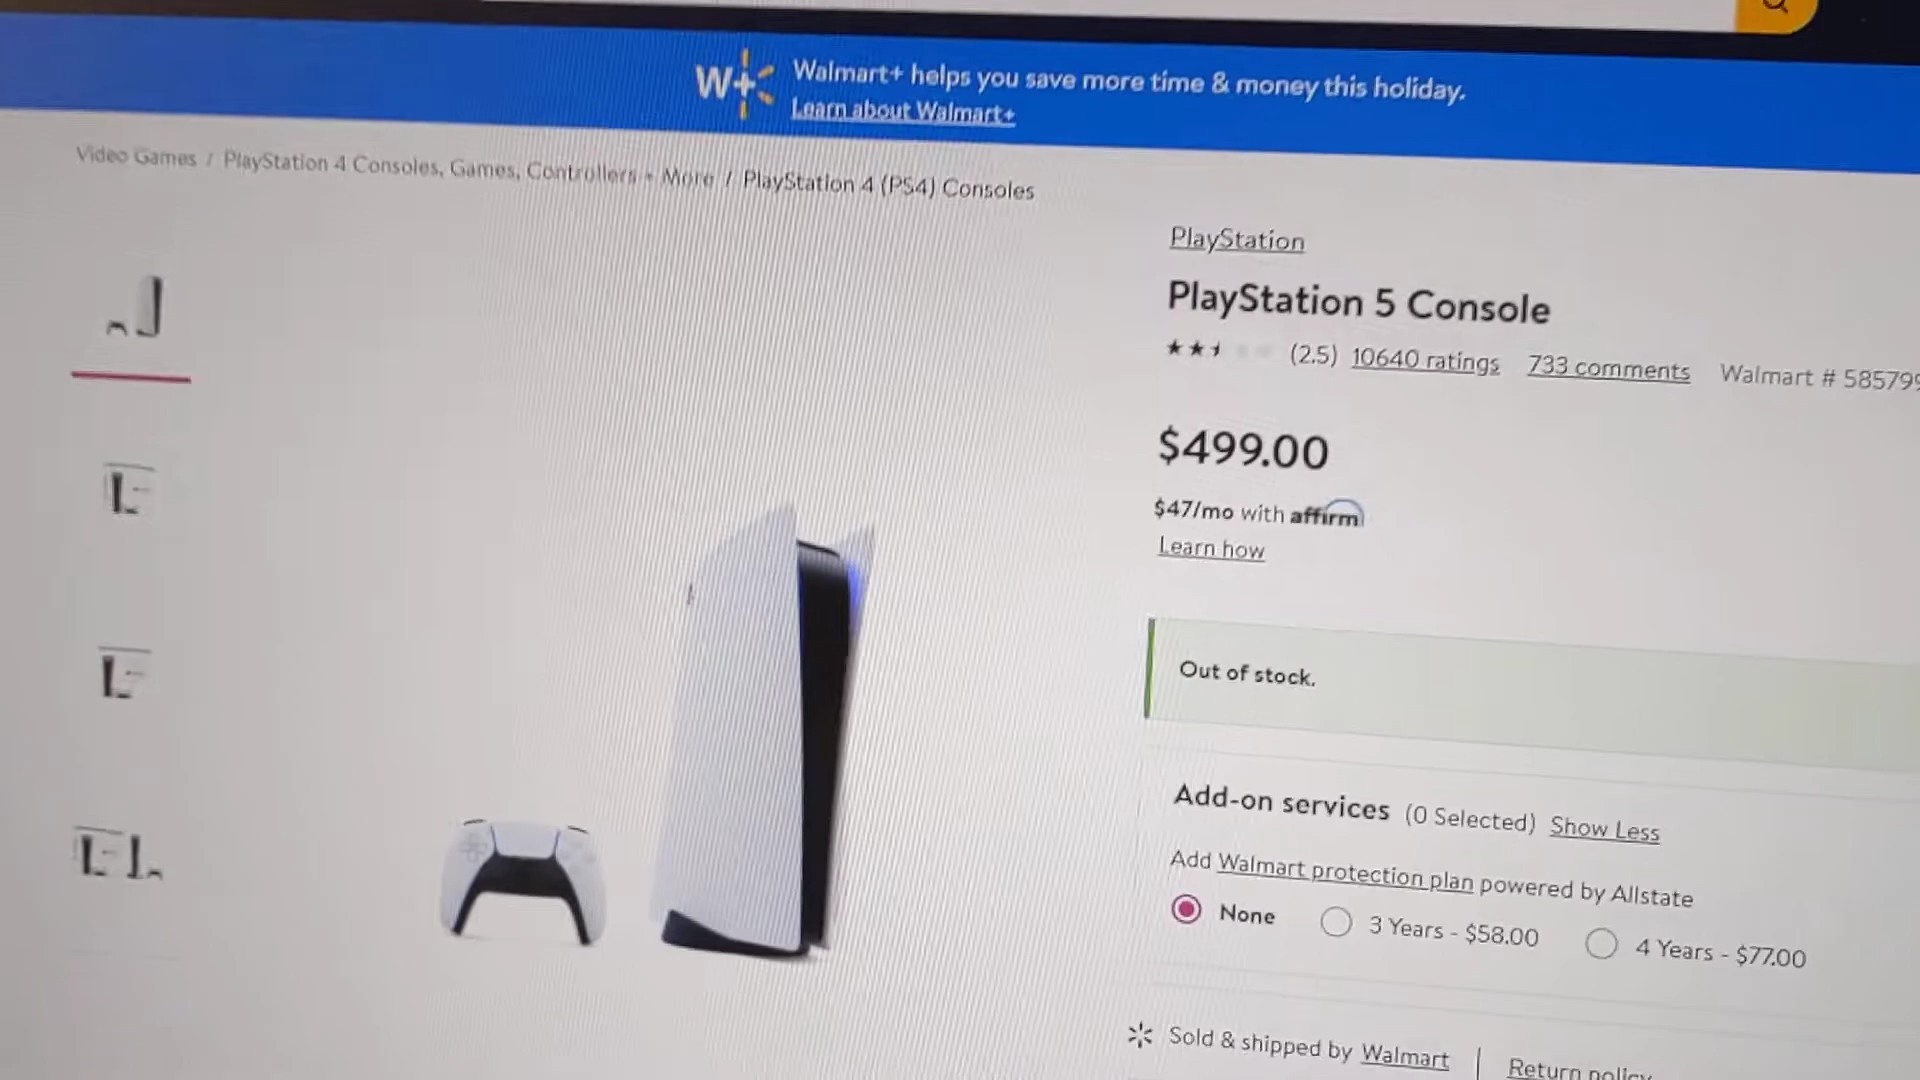 W+
Walmart+ helps you save more time & money this holiday.
Learn about Walmart+
Video Games / PlayStation 4 Consoles, Games, Controllers + More / PlayStation 4 (PS4) Consoles
PlayStation
PlayStation 5 Console
(2.5) 10640 ratings 733 comments Walmart # 585799
$499.00
$47/mo with affirm
Learn how
Out of stock.
Add-on services (0 Selected) Show Less
Add Walmart protection plan powered by Allstate
None 3 Years - $58.00 4 Years - $77.00
Sold & shipped by Walmart | Return policy